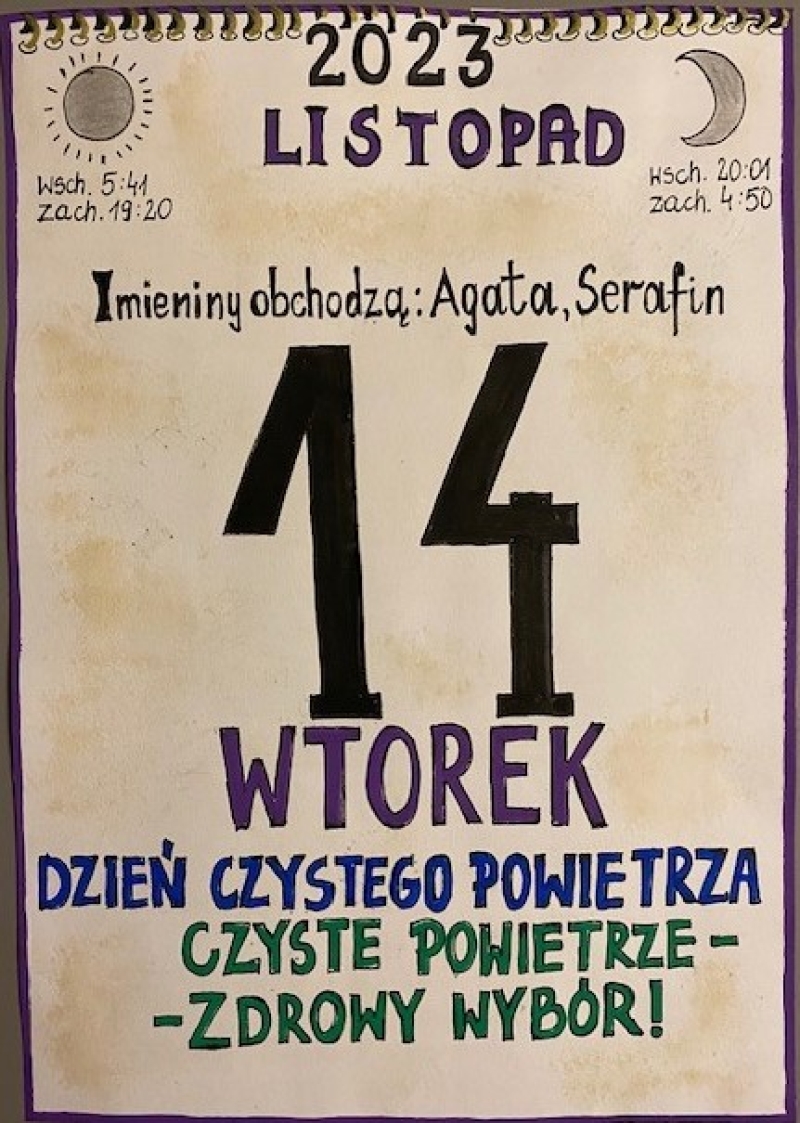 2023
LISTOPAD
wsch. 5:41
zach. 19:20
wsch. 20:01
zach. 4:50
Imieniny obchodzą: Agata, Serafin
14
WTOREK
DZIEŃ CZYSTEGO POWIETRZA
CZYSTE POWIETRZE -
- ZDROWY WYBÓR!